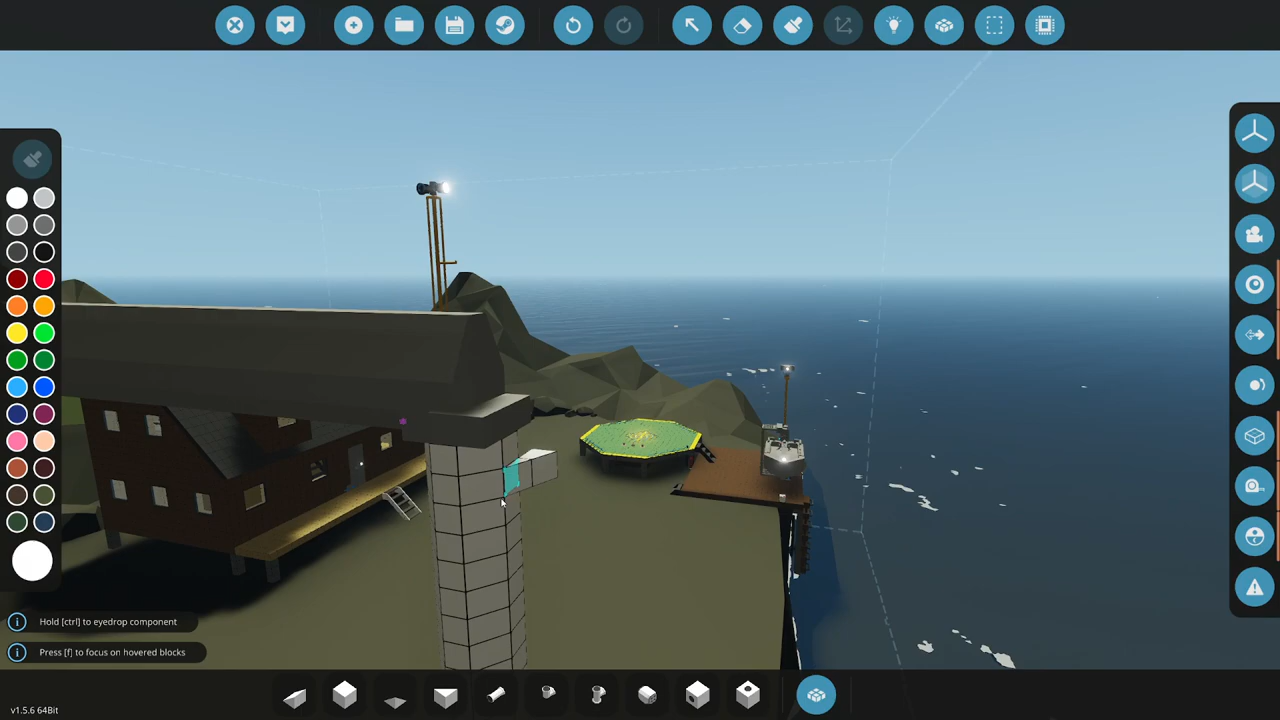 Hold [ctrl] to eyedrop component
Press [f] to focus on hovered blocks
v1.5.6 64Bit